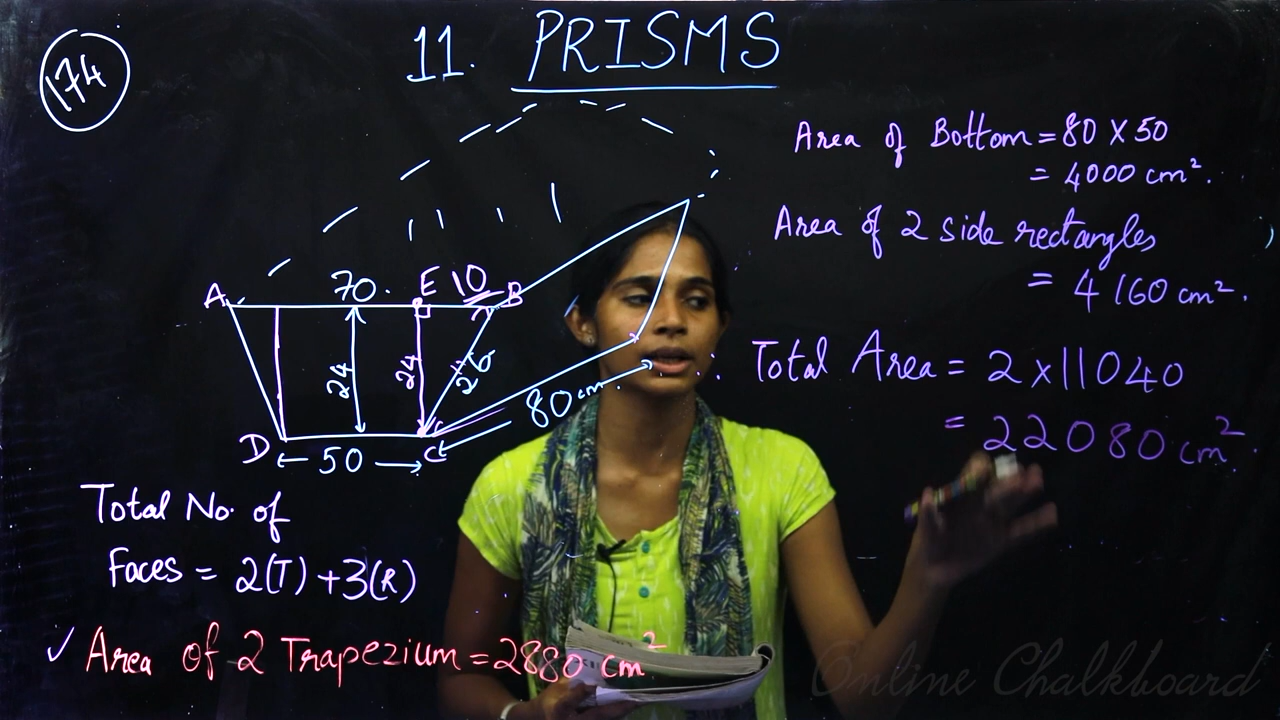 174
11. PRISMS
A 70. E 10 B
24 24 26
D 50 C 80cm.
Total No. of
Faces = 2(T) + 3(R)
✓ Area of 2 Trapezium = 2880 cm²
Area of Bottom = 80 X 50
= 4000 cm².
Area of 2 side rectangles
= 4160 cm².
∴ Total Area = 2 x 11040
= 22080 cm².
Online Chalkboard